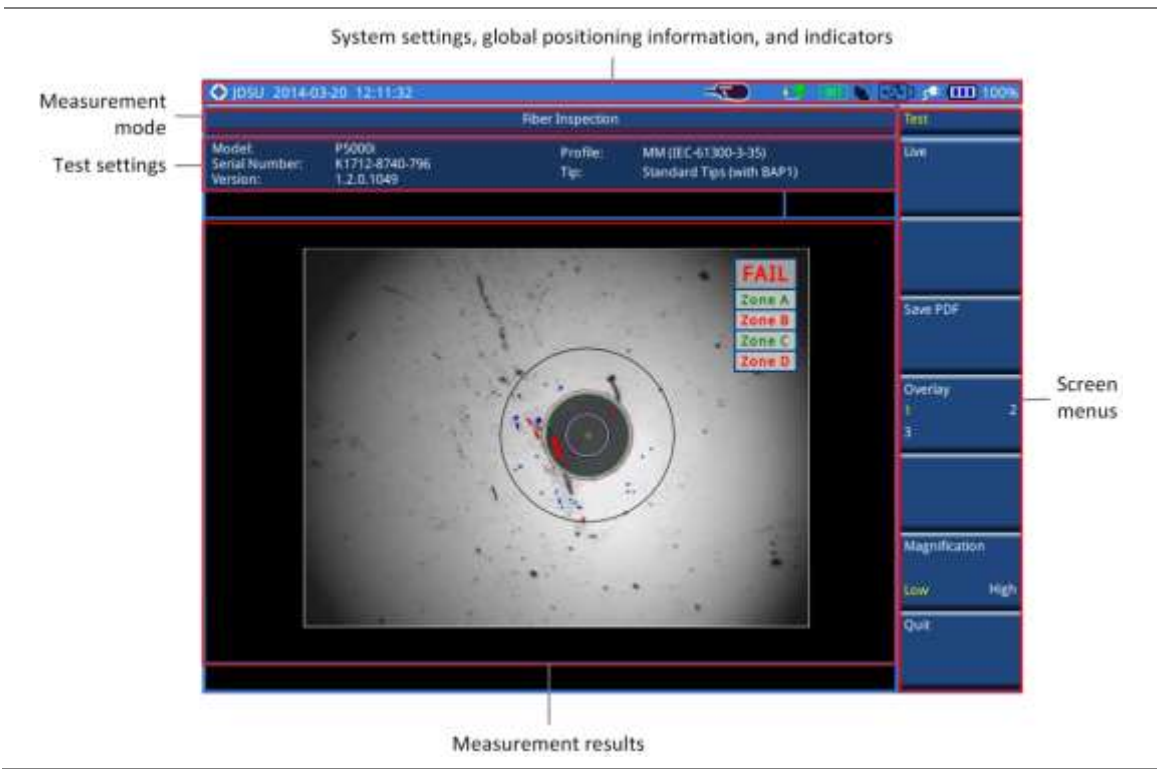 System settings, global positioning information, and indicators
JDSU 2014-03-20 12:11:32
100%
Measurement
mode
Fiber Inspection
Test
Test settings
Model: P5000i Profile: MM (IEC-61300-3-35)
Serial Number: K1712-8740-796 Tip: Standard Tips (with BAP1)
Version: 1.2.0.1049
Live
FAIL
Zone A
Zone B
Zone C
Zone D
Save PDF
Overlay
1 2
3
Screen
menus
Magnification
Low High
Quit
Measurement results